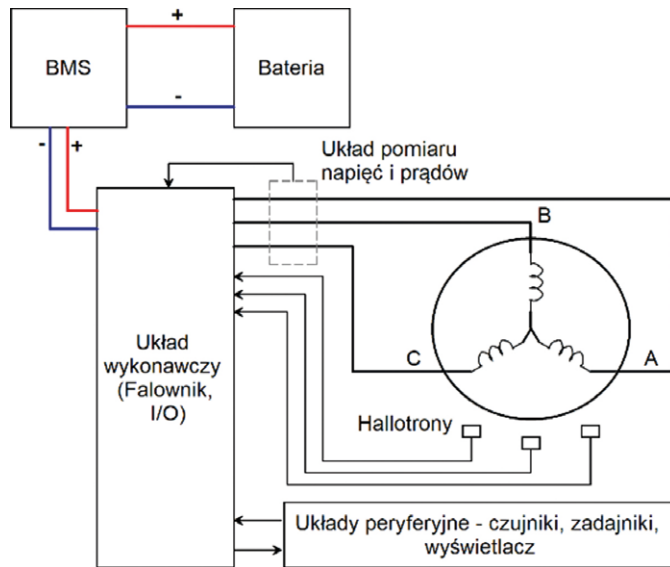 BMS
+
-
Bateria
-
+
Układ pomiaru
napięć i prądów
B
C
A
Układ
wykonawczy
(Falownik,
I/O)
Hallotrony
Układy peryferyjne - czujniki, zadajniki,
wyświetlacz